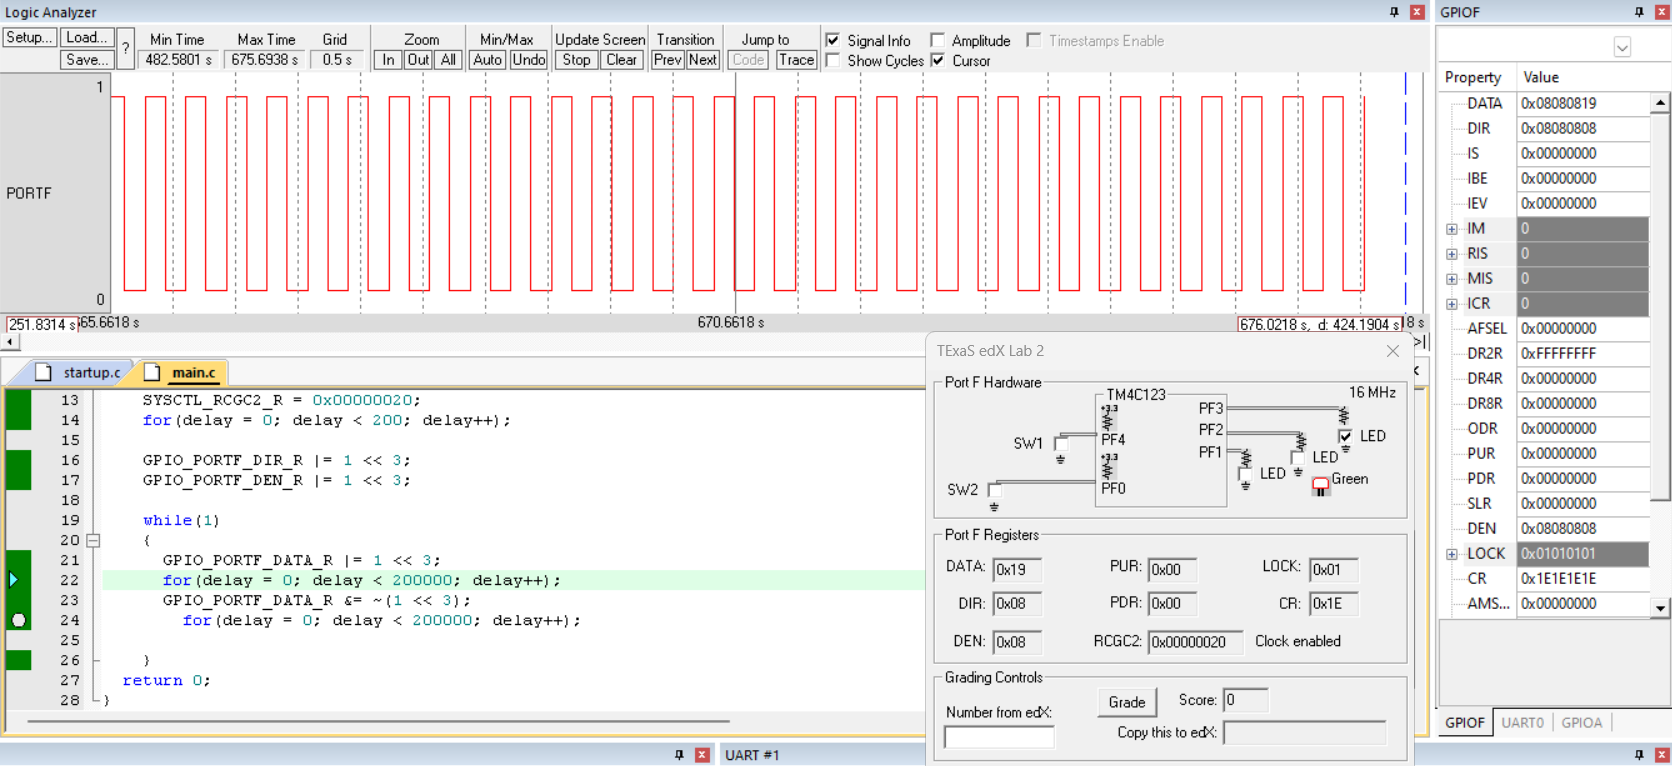 Logic Analyzer
Setup... Load... Save... ?
Min Time Max Time Grid
482.5801 s 675.6938 s 0.5 s
Zoom
In Out All
Min/Max
Auto Undo
Update Screen
Stop Clear
Transition
Prev Next
Jump to
Code Trace
Signal Info Amplitude Timestamps Enable
Show Cycles Cursor
1
PORTF
0
251.8314 s 65.6618 s 670.6618 s 676.0218 s, d: 424.1904 s 8 s
startup.c main.c
13 SYSCTL_RCGC2_R = 0x00000020;
14 for(delay = 0; delay < 200; delay++);
15
16 GPIO_PORTF_DIR_R |= 1 << 3;
17 GPIO_PORTF_DEN_R |= 1 << 3;
18
19 while(1)
20 {
21 GPIO_PORTF_DATA_R |= 1 << 3;
22 for(delay = 0; delay < 200000; delay++);
23 GPIO_PORTF_DATA_R &= ~(1 << 3);
24 for(delay = 0; delay < 200000; delay++);
25
26 }
27 return 0;
28 }
UART #1
TExaS edX Lab 2
Port F Hardware
TM4C123
16 MHz
+3.3
PF3
PF2
PF1
PF4
+3.3
PF0
SW1
SW2
LED
LED
LED
Green
Port F Registers
DATA: 0x19 PUR: 0x00 LOCK: 0x01
DIR: 0x08 PDR: 0x00 CR: 0x1E
DEN: 0x08 RCGC2: 0x00000020 Clock enabled
Grading Controls
Number from edX:
Grade
Score: 0
Copy this to edX:
GPIOF
Property Value
DATA 0x08080819
DIR 0x08080808
IS 0x00000000
IBE 0x00000000
IEV 0x00000000
IM 0
RIS 0
MIS 0
ICR 0
AFSEL 0x00000000
DR2R 0xFFFFFFFF
DR4R 0x00000000
DR8R 0x00000000
ODR 0x00000000
PUR 0x00000000
PDR 0x00000000
SLR 0x00000000
DEN 0x08080808
LOCK 0x01010101
CR 0x1E1E1E1E
AMS... 0x00000000
GPIOF UART0 GPIOA